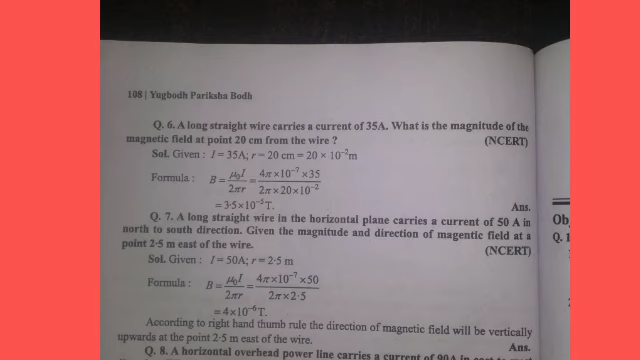 108 | Yugbodh Pariksha Bodh
Q. 6. A long straight wire carries a current of 35A. What is the magnitude of the
magnetic field at point 20 cm from the wire ? (NCERT)
Sol. Given : I = 35A; r = 20 cm = 20 × 10⁻²m
Formula : B = μ₀I/2πr = 4π×10⁻⁷×35/2π×20×10⁻²
= 3·5×10⁻⁵T. Ans.
Q. 7. A long straight wire in the horizontal plane carries a current of 50 A in
north to south direction. Given the magnitude and direction of magentic field at a
point 2·5 m east of the wire. (NCERT)
Sol. Given : I = 50A; r = 2·5 m
Formula : B = μ₀I/2πr = 4π×10⁻⁷×50/2π×2·5
= 4×10⁻⁶T.
According to right hand thumb rule the direction of magnetic field will be vertically
upwards at the point 2·5 m east of the wire. Ans.
Q. 8. A horizontal overhead power line carries a current of 90A in east to west
Obj
Q. 1